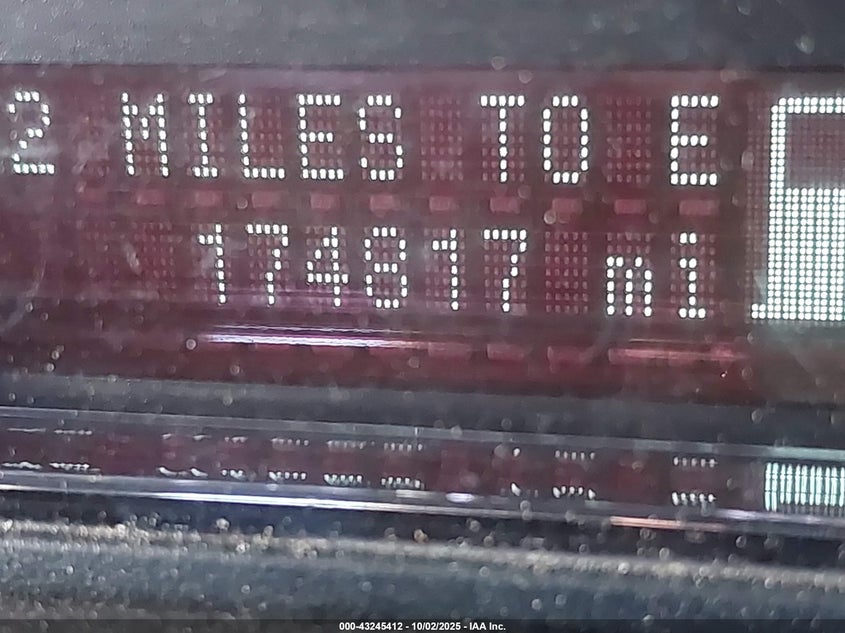 2 MILES TO E
174817 mi
000-43245412 - 10/02/2025 - IAA Inc.